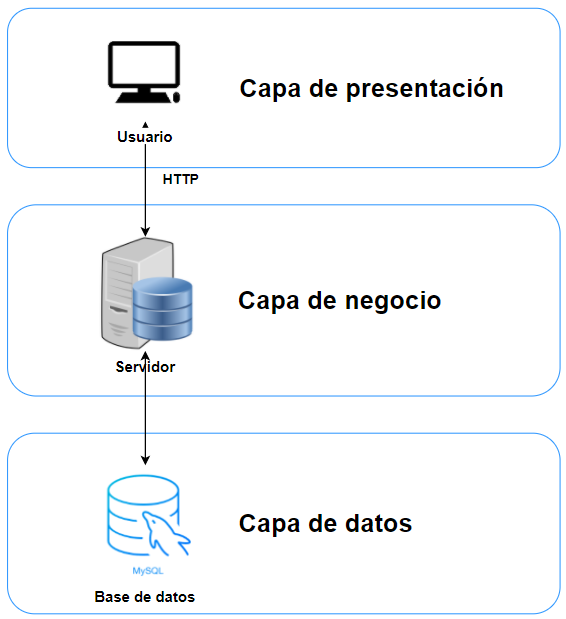 Capa de presentación
Usuario
HTTP
Capa de negocio
Servidor
Capa de datos
MySQL
Base de datos